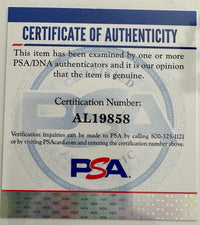 CERTIFICATE OF AUTHENTICITY
This item has been examined by one or more
PSA/DNA authenticators and it is our opinion
that the item is genuine.
Certification Number:
AL19858
Verification inquiries can be made to PSA by calling 800-325-1121
or by visiting PSAcard.com and entering the certification number above.
PSA